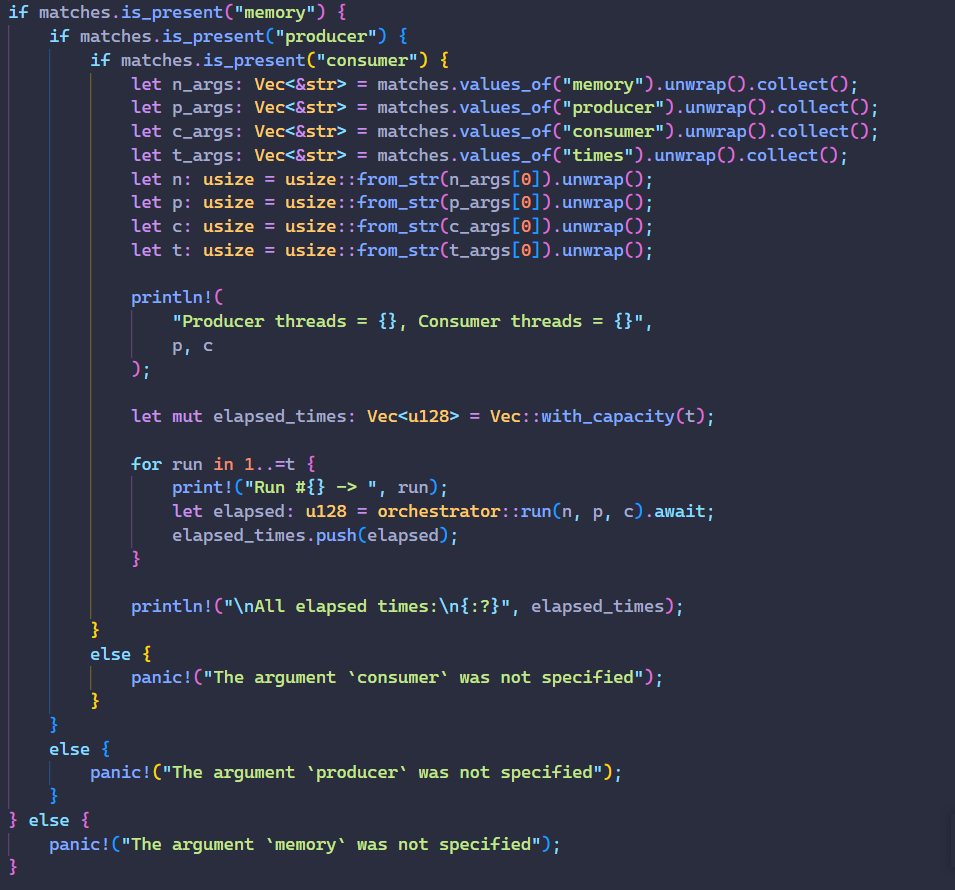 if matches.is_present("memory") {
    if matches.is_present("producer") {
        if matches.is_present("consumer") {
            let n_args: Vec<&str> = matches.values_of("memory").unwrap().collect();
            let p_args: Vec<&str> = matches.values_of("producer").unwrap().collect();
            let c_args: Vec<&str> = matches.values_of("consumer").unwrap().collect();
            let t_args: Vec<&str> = matches.values_of("times").unwrap().collect();
            let n: usize = usize::from_str(n_args[0]).unwrap();
            let p: usize = usize::from_str(p_args[0]).unwrap();
            let c: usize = usize::from_str(c_args[0]).unwrap();
            let t: usize = usize::from_str(t_args[0]).unwrap();

            println!(
                "Producer threads = {}, Consumer threads = {}",
                p, c
            );

            let mut elapsed_times: Vec<u128> = Vec::with_capacity(t);

            for run in 1..=t {
                print!("Run #{} -> ", run);
                let elapsed: u128 = orchestrator::run(n, p, c).await;
                elapsed_times.push(elapsed);
            }

            println!("\nAll elapsed times:\n{:?}", elapsed_times);
        }
        else {
            panic!("The argument `consumer` was not specified");
        }
    }
    else {
        panic!("The argument `producer` was not specified");
    }
} else {
    panic!("The argument `memory` was not specified");
}